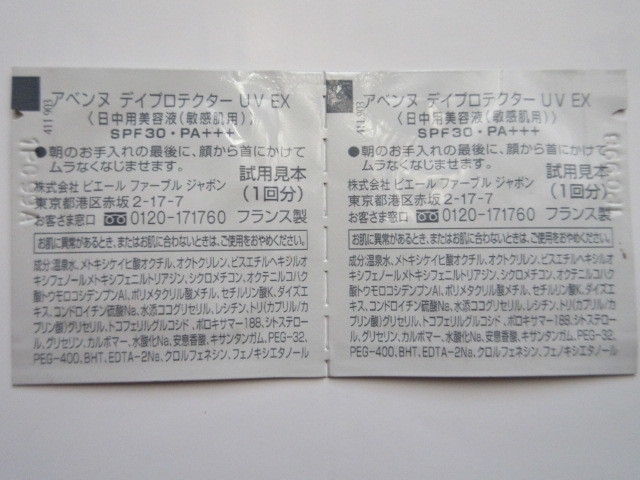 411 903
アベンヌ デイプロテクター UV EX
〈日中用美容液(敏感肌用)〉
SPF30・PA+++
●朝のお手入れの最後に、顔から首にかけて
ムラなくなじませます。
試用見本
(1回分)
株式会社 ピエール ファーブル ジャポン
東京都港区赤坂 2-17-7
お客さま窓口 0120-171760 フランス製
お肌に異常があるとき、またはお肌に合わないときは、ご使用をおやめください。
成分:温泉水、メトキシケイヒ酸オクチル、オクトクリレン、ビスエチルヘキシルオ
キシフェノールメトキシフェニルトリアジン、シクロメチコン、オクテニルコハク
酸トウモロコシデンプンAl、ポリメタクリル酸メチル、セチルリン酸K、ダイズエ
キス、コンドロイチン硫酸Na、水添ココグリセリル、レシチン、トリ(カプリル/カ
プリン酸)グリセリル、トコフェリルグルコシド、ポロキサマー188、シトステロー
ル、グリセリン、カルボマー、水酸化Na、安息香酸、キサンタンガム、PEG-32、
PEG-400、BHT、EDTA-2Na、クロルフェネシン、フェノキシエタノール
411 903
アベンヌ デイプロテクター UV EX
〈日中用美容液(敏感肌用)〉
SPF30・PA+++
●朝のお手入れの最後に、顔から首にかけて
ムラなくなじませます。
試用見本
(1回分)
株式会社 ピエール ファーブル ジャポン
東京都港区赤坂 2-17-7
お客さま窓口 0120-171760 フランス製
お肌に異常があるとき、またはお肌に合わないときは、ご使用をおやめください。
成分:温泉水、メトキシケイヒ酸オクチル、オクトクリレン、ビスエチルヘキシルオ
キシフェノールメトキシフェニルトリアジン、シクロメチコン、オクテニルコハク
酸トウモロコシデンプンAl、ポリメタクリル酸メチル、セチルリン酸K、ダイズ
エキス、コンドロイチン硫酸Na、水添ココグリセリル、レシチン、トリ(カプリル/
カプリン酸)グリセリル、トコフェリルグルコシド、ポロキサマー188、シトステロ
ール、グリセリン、カルボマー、水酸化Na、安息香酸、キサンタンガム、PEG-32、
PEG-400、BHT、EDTA-2Na、クロルフェネシン、フェノキシエタノール